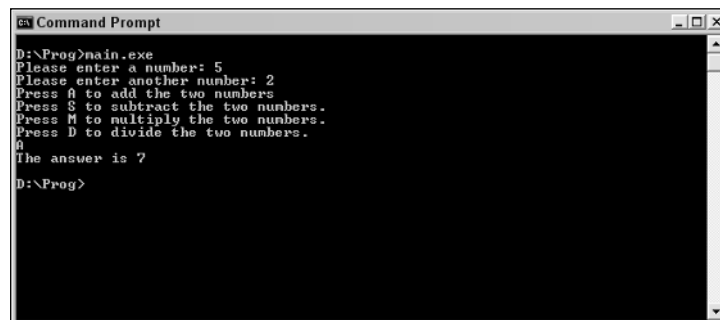 Command Prompt
D:\Prog>main.exe
Please enter a number: 5
Please enter another number: 2
Press A to add the two numbers
Press S to subtract the two numbers.
Press M to multiply the two numbers.
Press D to divide the two numbers.
A
The answer is 7
D:\Prog>